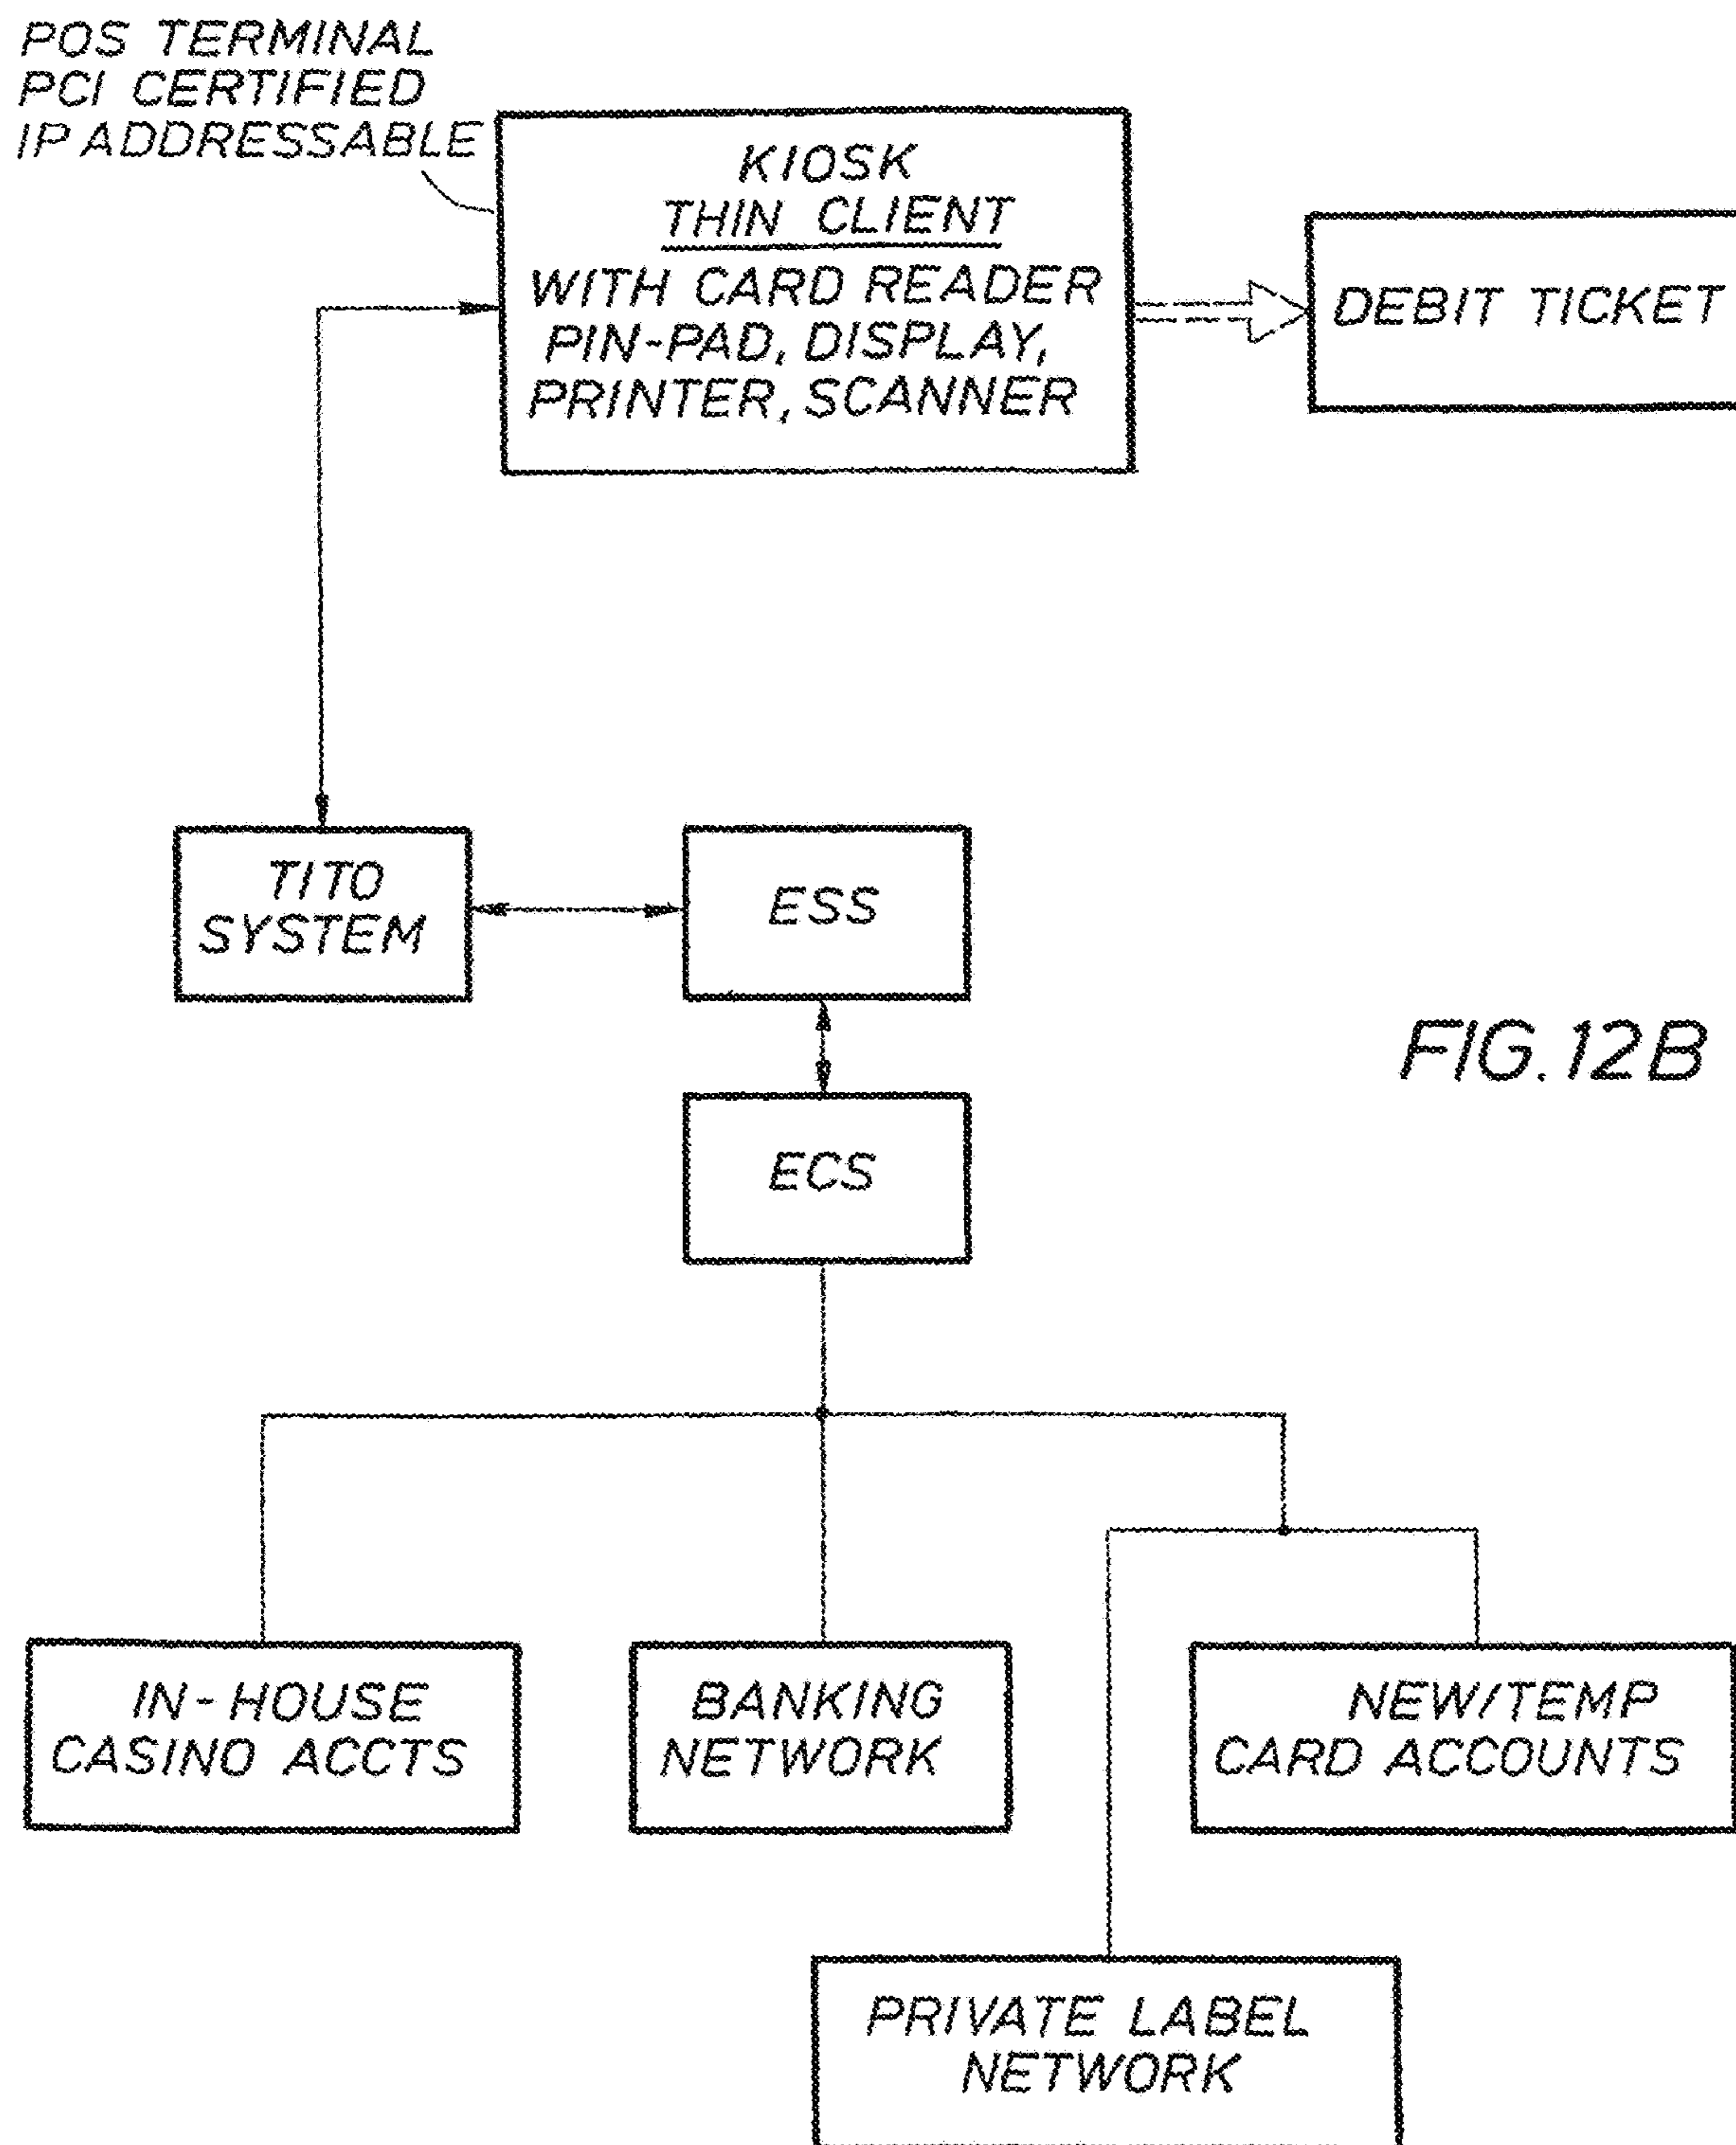 POS TERMINAL
PCI CERTIFIED
IP ADDRESSABLE
KIOSK
THIN CLIENT
WITH CARD READER
PIN-PAD, DISPLAY,
PRINTER, SCANNER
DEBIT TICKET
TITO
SYSTEM
ESS
ECS
FIG. 12B
IN-HOUSE
CASINO ACCTS
BANKING
NETWORK
NEW/TEMP
CARD ACCOUNTS
PRIVATE LABEL
NETWORK